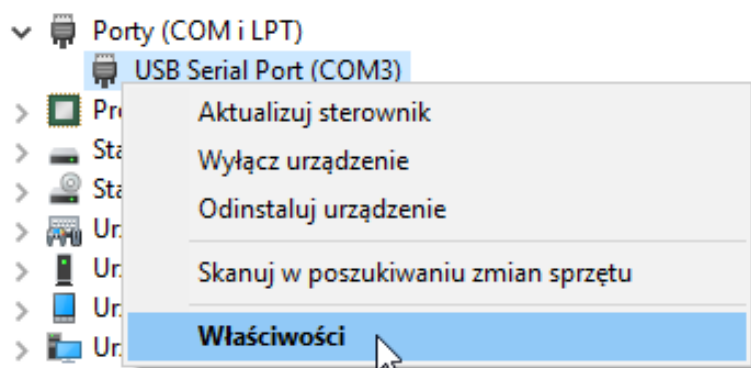 Porty (COM i LPT)
USB Serial Port (COM3)
Aktualizuj sterownik
Wyłącz urządzenie
Odinstaluj urządzenie
Skanuj w poszukiwaniu zmian sprzętu
Właściwości